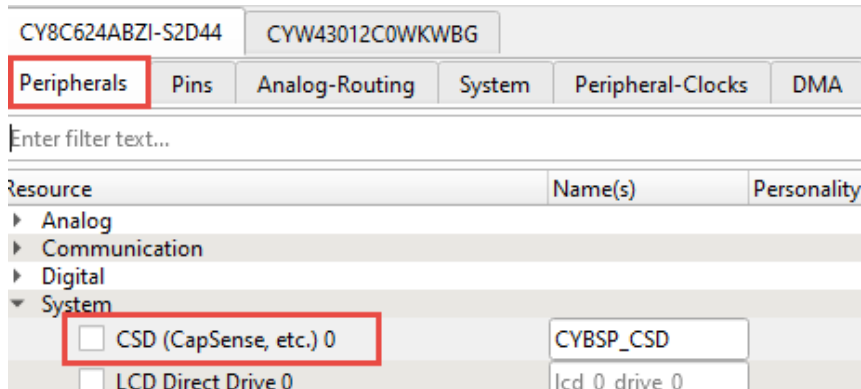 CY8C624ABZI-S2D44 CYW43012C0WKWBG
Peripherals Pins Analog-Routing System Peripheral-Clocks DMA
Enter filter text...
Resource Name(s) Personality
Analog
Communication
Digital
System
CSD (CapSense, etc.) 0 CYBSP_CSD
LCD Direct Drive 0 lcd_0_drive_0